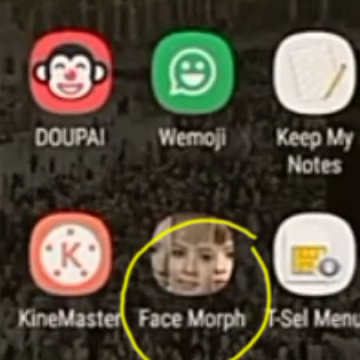 DOUPAI
Wemoji
Keep My
Notes
K
KineMaster
Face Morph
T-Sel Menu